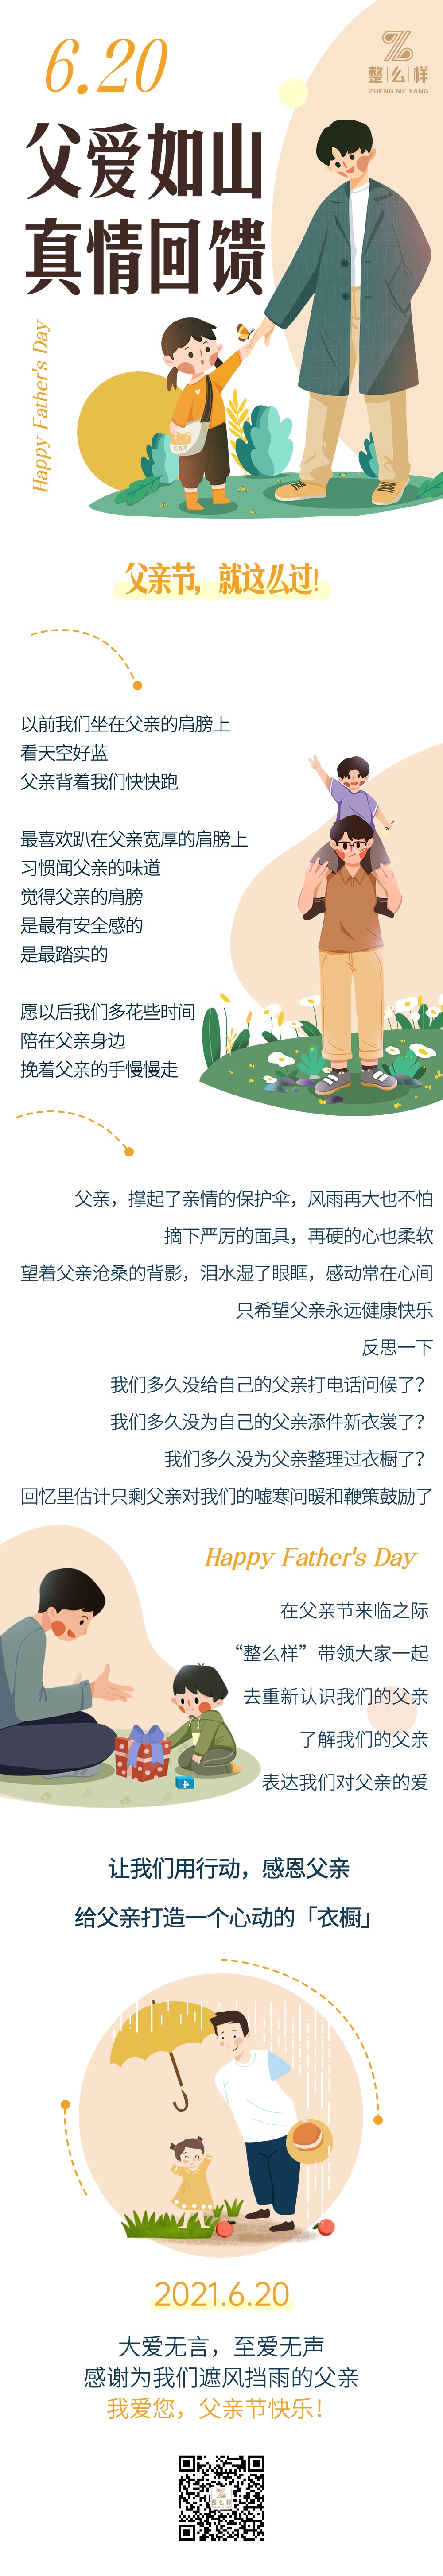 6.20
整么样
ZHENG ME YANG
父爱如山
真情回馈
Happy Father's Day
CAT
父亲节，就这么过!
以前我们坐在父亲的肩膀上
看天空好蓝
父亲背着我们快快跑
最喜欢趴在父亲宽厚的肩膀上
习惯闻父亲的味道
觉得父亲的肩膀
是最有安全感的
是最踏实的
愿以后我们多花些时间
陪在父亲身边
挽着父亲的手慢慢走
父亲，撑起了亲情的保护伞，风雨再大也不怕
摘下严厉的面具，再硬的心也柔软
望着父亲沧桑的背影，泪水湿了眼眶，感动常在心间
只希望父亲永远健康快乐
反思一下
我们多久没给自己的父亲打电话问候了？
我们多久没为自己的父亲添件新衣裳了？
我们多久没为父亲整理过衣橱了？
回忆里估计只剩父亲对我们的嘘寒问暖和鞭策鼓励了
Happy Father's Day
在父亲节来临之际
“整么样”带领大家一起
去重新认识我们的父亲
了解我们的父亲
表达我们对父亲的爱
让我们用行动，感恩父亲
给父亲打造一个心动的「衣橱」
2021.6.20
大爱无言，至爱无声
感谢为我们遮风挡雨的父亲
我爱您，父亲节快乐！
整么样